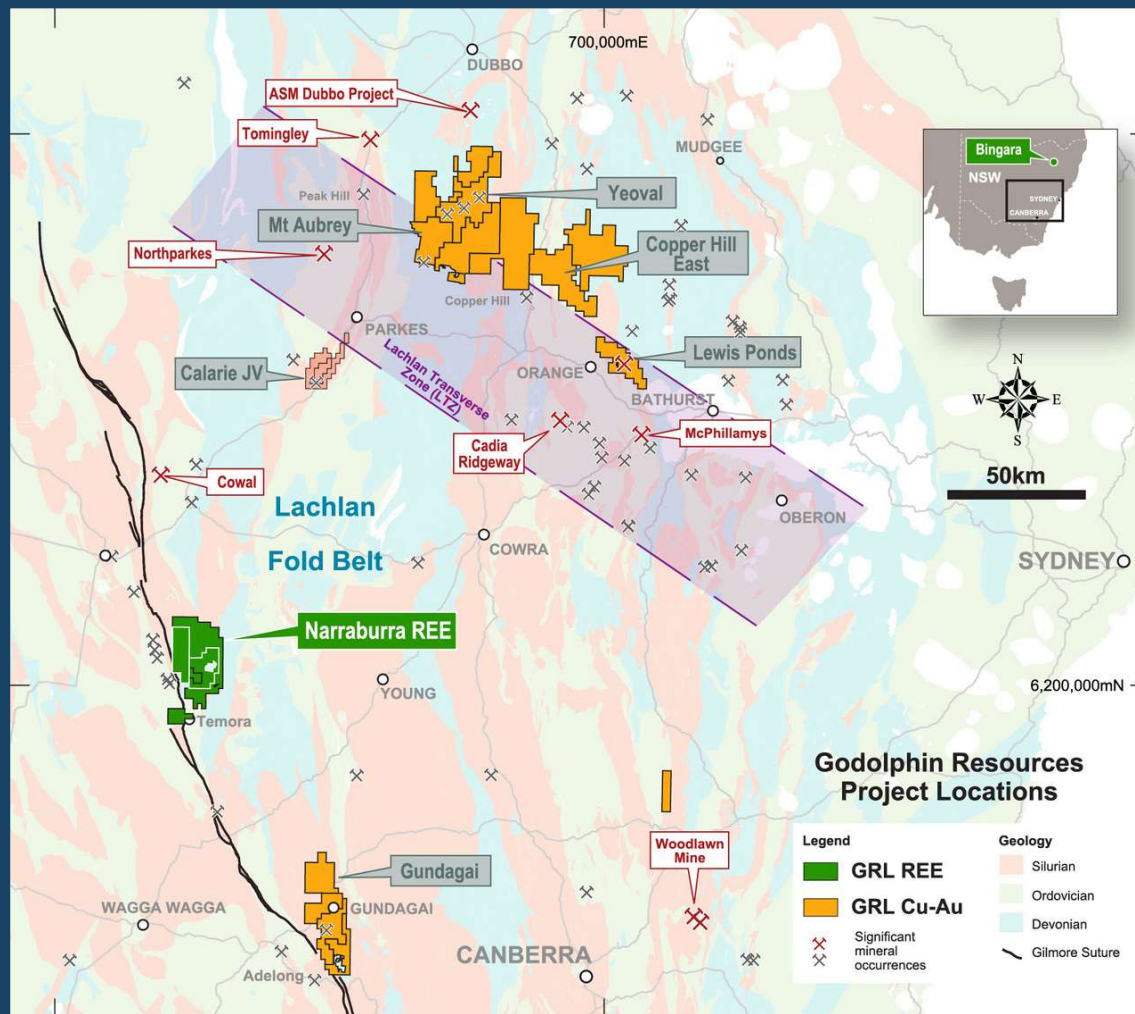 700,000mE
DUBBO
ASM Dubbo Project
Tomingley
MUDGEE
Bingara
NSW
SYDNEY
CANBERRA
Peak Hill
Yeoval
Mt Aubrey
Northparkes
Copper Hill
East
Copper Hill
PARKES
Lachlan Transverse
Zone (LTZ)
Calarie JV
ORANGE
Lewis Ponds
BATHURST
N
W
E
S
Cadia
Ridgeway
McPhillamys
Cowal
50km
Lachlan
Fold Belt
OBERON
COWRA
SYDNEY
Narraburra REE
YOUNG
6,200,000mN
Temora
Godolphin Resources
Project Locations
Woodlawn
Mine
Legend
GRL REE
GRL Cu-Au
Significant
mineral
occurrences
Geology
Silurian
Ordovician
Devonian
Gilmore Suture
Gundagai
WAGGA WAGGA
GUNDAGAI
CANBERRA
Adelong